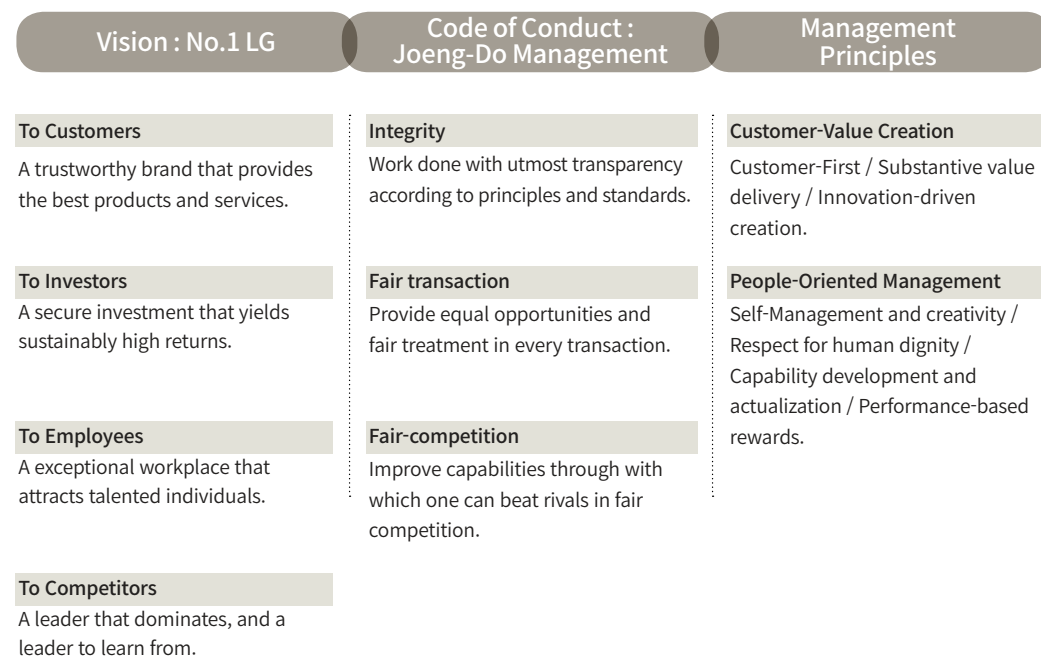 Vision : No.1 LG
To Customers
A trustworthy brand that provides
the best products and services.
To Investors
A secure investment that yields
sustainably high returns.
To Employees
A exceptional workplace that
attracts talented individuals.
To Competitors
A leader that dominates, and a
leader to learn from.
Code of Conduct :
Joeng-Do Management
Integrity
Work done with utmost transparency
according to principles and standards.
Fair transaction
Provide equal opportunities and
fair treatment in every transaction.
Fair-competition
Improve capabilities through with
which one can beat rivals in fair
competition.
Management
Principles
Customer-Value Creation
Customer-First / Substantive value
delivery / Innovation-driven
creation.
People-Oriented Management
Self-Management and creativity /
Respect for human dignity /
Capability development and
actualization / Performance-based
rewards.